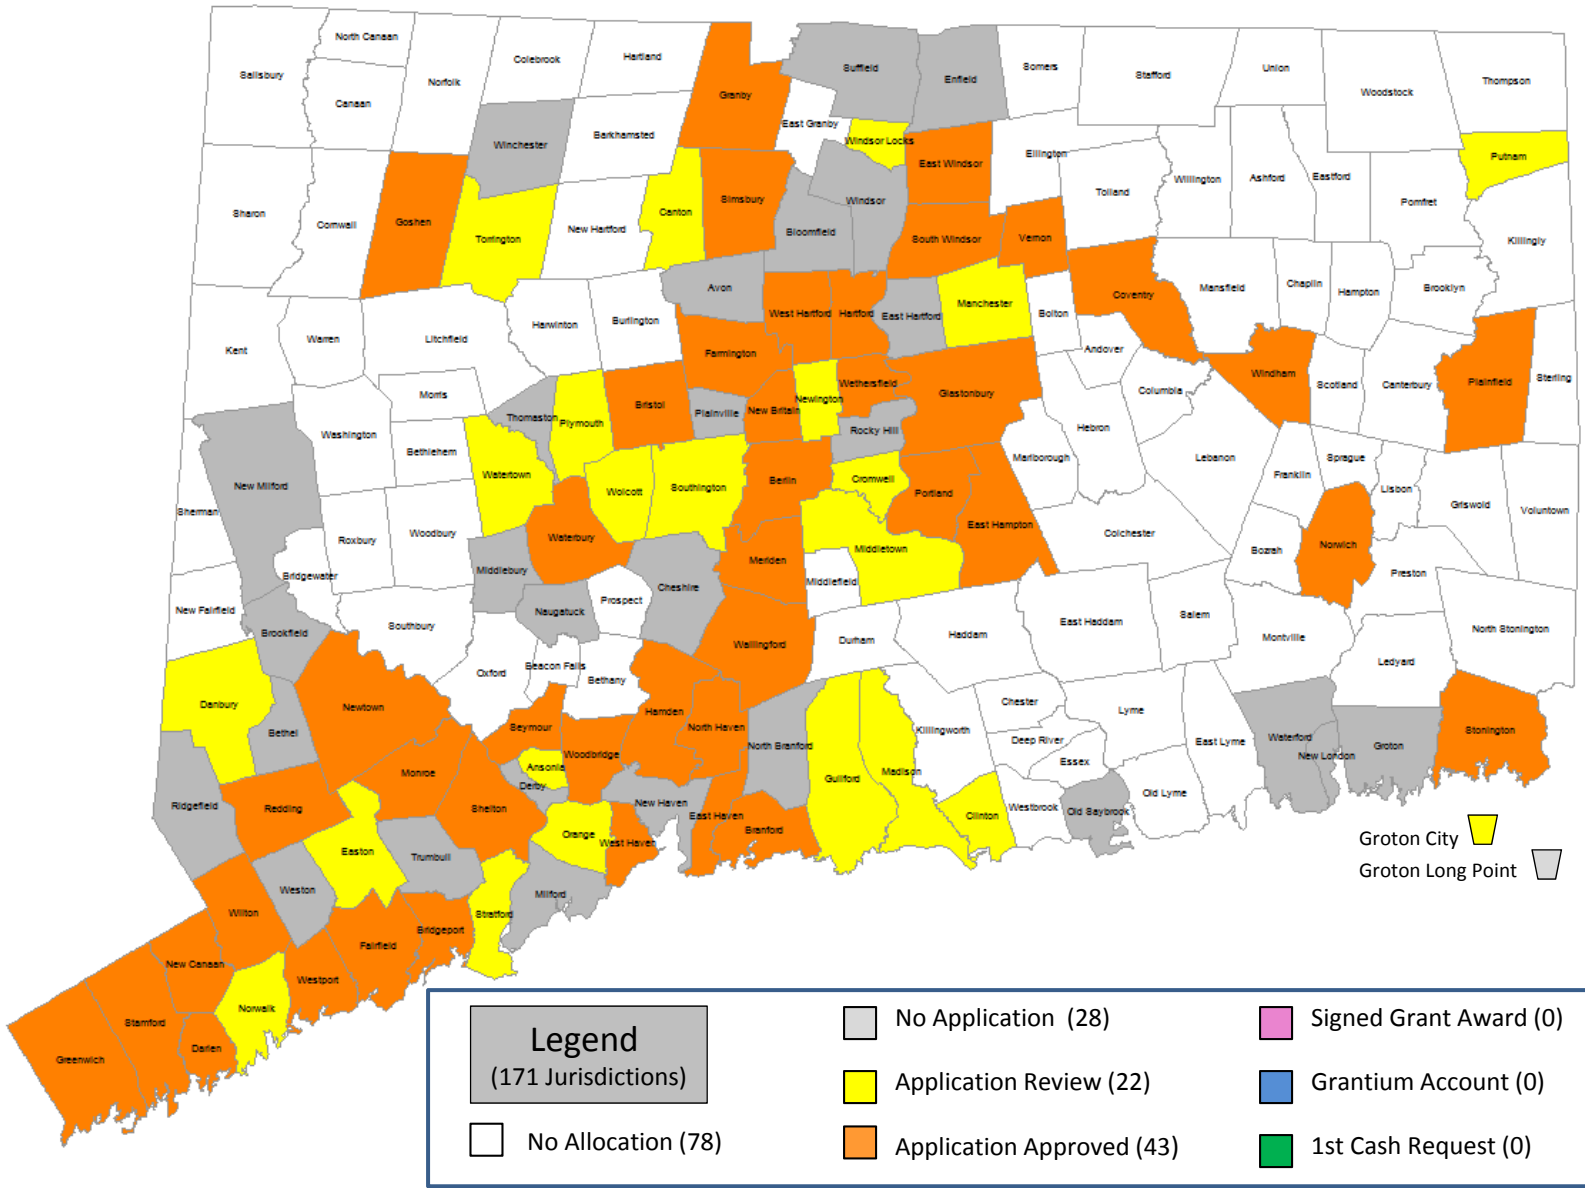 North Canaan
Salisbury
Canaan
Norfolk
Colebrook
Hartland
Granby
Suffield
Enfield
Somers
Stafford
Union
Woodstock
Thompson
Winchester
Barkhamsted
East Granby
Windsor Locks
East Windsor
Ellington
Tolland
Willington
Ashford
Eastford
Pomfret
Putnam
Sharon
Cornwall
Goshen
Torrington
New Hartford
Canton
Simsbury
Bloomfield
Windsor
South Windsor
Vernon
Coventry
Mansfield
Chaplin
Hampton
Brooklyn
Killingly
Kent
Warren
Litchfield
Harwinton
Burlington
Avon
West Hartford
Hartford
East Hartford
Manchester
Bolton
Andover
Columbia
Windham
Scotland
Canterbury
Plainfield
Sterling
Morris
Washington
Bethlehem
Thomaston
Plymouth
Bristol
Farmington
Plainville
New Britain
Newington
Wethersfield
Rocky Hill
Glastonbury
Marlborough
Hebron
Lebanon
Franklin
Sprague
Lisbon
Griswold
Voluntown
New Milford
Sherman
Roxbury
Woodbury
Watertown
Wolcott
Southington
Berlin
Cromwell
Portland
East Hampton
Colchester
Bozrah
Norwich
Preston
Bridgewater
New Fairfield
Brookfield
Southbury
Middlebury
Waterbury
Naugatuck
Prospect
Cheshire
Meriden
Middlefield
Middletown
Durham
Haddam
East Haddam
Salem
Montville
Ledyard
North Stonington
Danbury
Bethel
Newtown
Oxford
Beacon Falls
Bethany
Seymour
Woodbridge
Hamden
North Haven
Wallingford
North Branford
Guilford
Madison
Killingworth
Chester
Deep River
Essex
Lyme
East Lyme
Waterford
New London
Groton
Stonington
Ridgefield
Redding
Monroe
Shelton
Ansonia
Derby
Orange
New Haven
West Haven
East Haven
Branford
Clinton
Westbrook
Old Saybrook
Old Lyme
Easton
Trumbull
Weston
Wilton
Stratford
Milford
Bridgeport
Fairfield
Westport
Norwalk
New Canaan
Stamford
Darien
Greenwich
Groton City
Groton Long Point
Legend
(171 Jurisdictions)
No Allocation (78)
No Application (28)
Application Review (22)
Application Approved (43)
Signed Grant Award (0)
Grantium Account (0)
1st Cash Request (0)